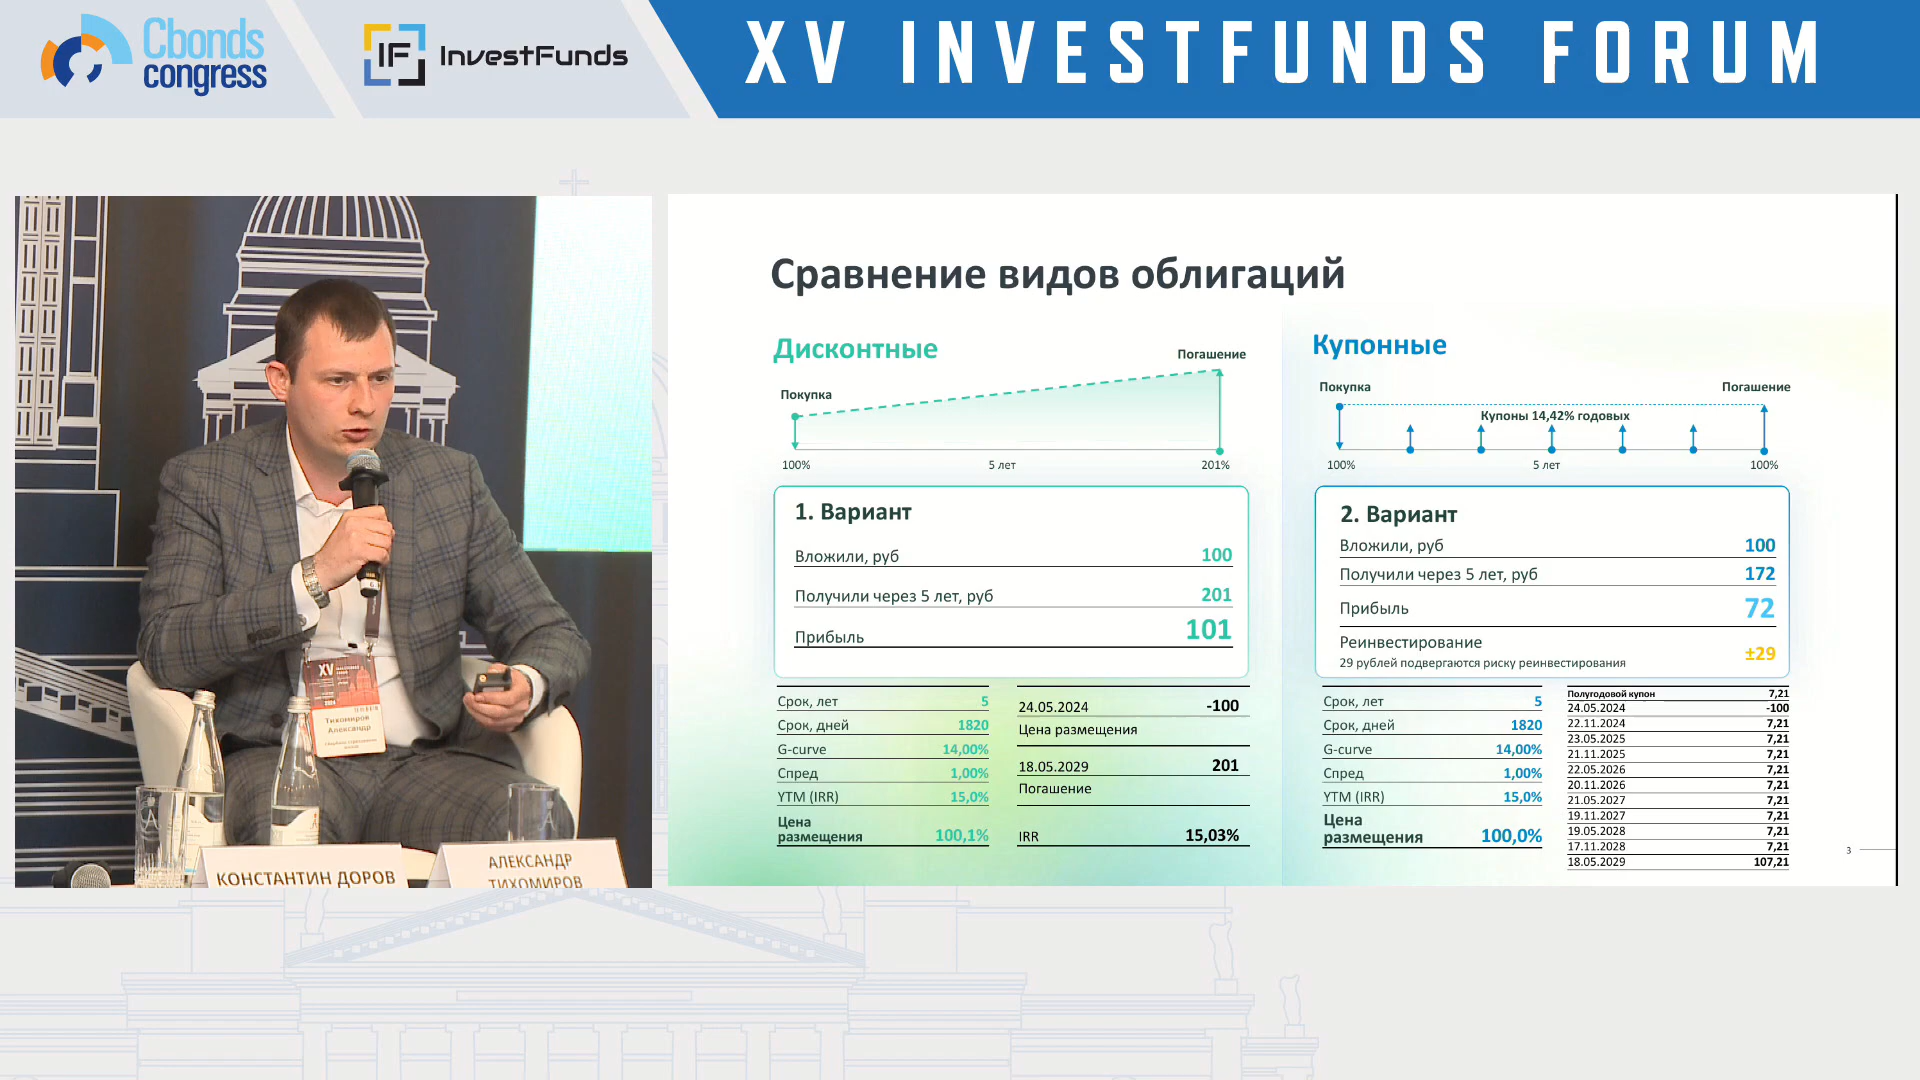 Cbonds
congress
IF InvestFunds
XV INVESTFUNDS FORUM
XV
Тихомиров
Александр
КОНСТАНТИН ДОРОВ
АЛЕКСАНДР
ТИХОМИРОВ
Сравнение видов облигаций
Дисконтные
Погашение
Покупка
100% 5 лет 201%
1. Вариант
Вложили, руб 100
Получили через 5 лет, руб 201
Прибыль 101
Срок, лет 5
Срок, дней 1820
G-curve 14,00%
Спред 1,00%
YTM (IRR) 15,0%
Цена
размещения 100,1%
24.05.2024 -100
Цена размещения
18.05.2029 201
Погашение
IRR 15,03%
Купонные
Покупка Погашение
Купоны 14,42% годовых
100% 5 лет 100%
2. Вариант
Вложили, руб 100
Получили через 5 лет, руб 172
Прибыль 72
Реинвестирование
29 рублей подвергаются риску реинвестирования ±29
Срок, лет 5
Срок, дней 1820
G-curve 14,00%
Спред 1,00%
YTM (IRR) 15,0%
Цена
размещения 100,0%
Полугодовой купон 7,21
24.05.2024 -100
22.11.2024 7,21
23.05.2025 7,21
21.11.2025 7,21
22.05.2026 7,21
20.11.2026 7,21
21.05.2027 7,21
19.11.2027 7,21
19.05.2028 7,21
17.11.2028 7,21
18.05.2029 107,21
3